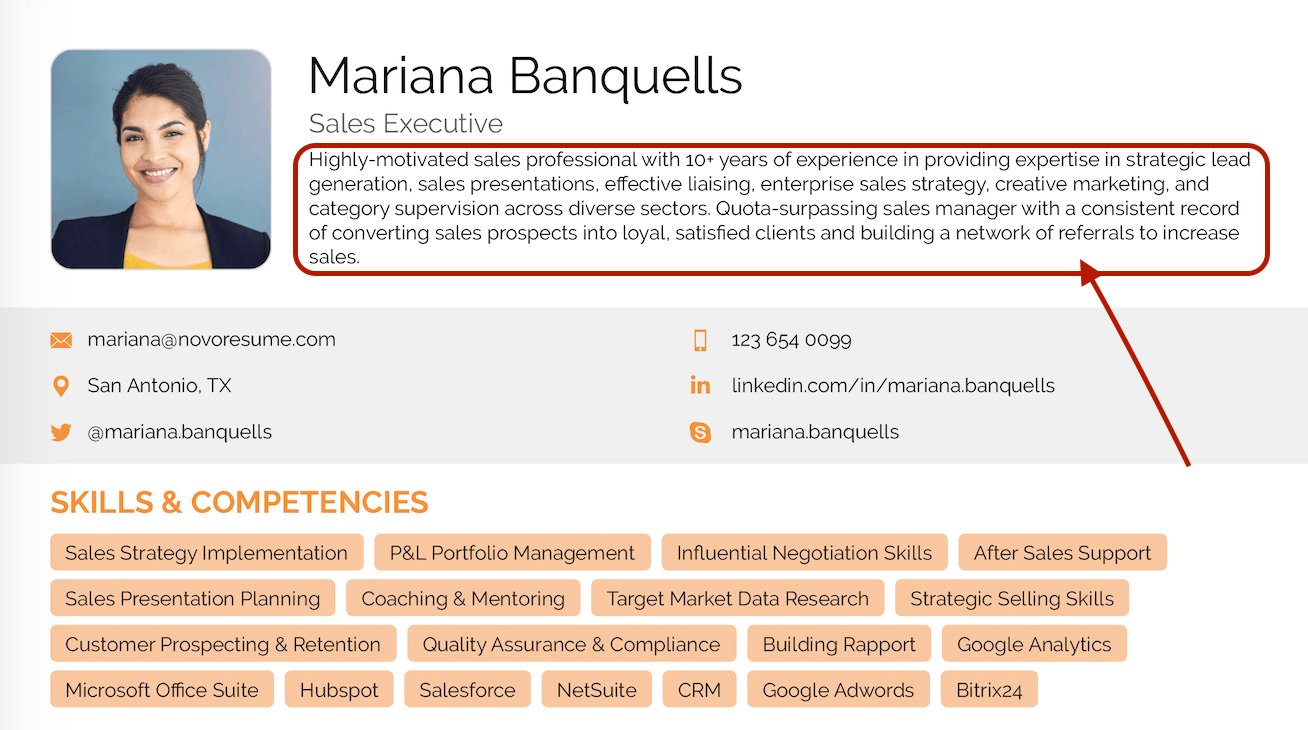 Mariana Banquells
Sales Executive
Highly-motivated sales professional with 10+ years of experience in providing expertise in strategic lead
generation, sales presentations, effective liaising, enterprise sales strategy, creative marketing, and
category supervision across diverse sectors. Quota-surpassing sales manager with a consistent record
of converting sales prospects into loyal, satisfied clients and building a network of referrals to increase
sales.
mariana@novoresume.com
123 654 0099
San Antonio, TX
linkedin.com/in/mariana.banquells
@mariana.banquells
mariana.banquells
SKILLS & COMPETENCIES
Sales Strategy Implementation P&L Portfolio Management Influential Negotiation Skills After Sales Support
Sales Presentation Planning Coaching & Mentoring Target Market Data Research Strategic Selling Skills
Customer Prospecting & Retention Quality Assurance & Compliance Building Rapport Google Analytics
Microsoft Office Suite Hubspot Salesforce NetSuite CRM Google Adwords Bitrix24